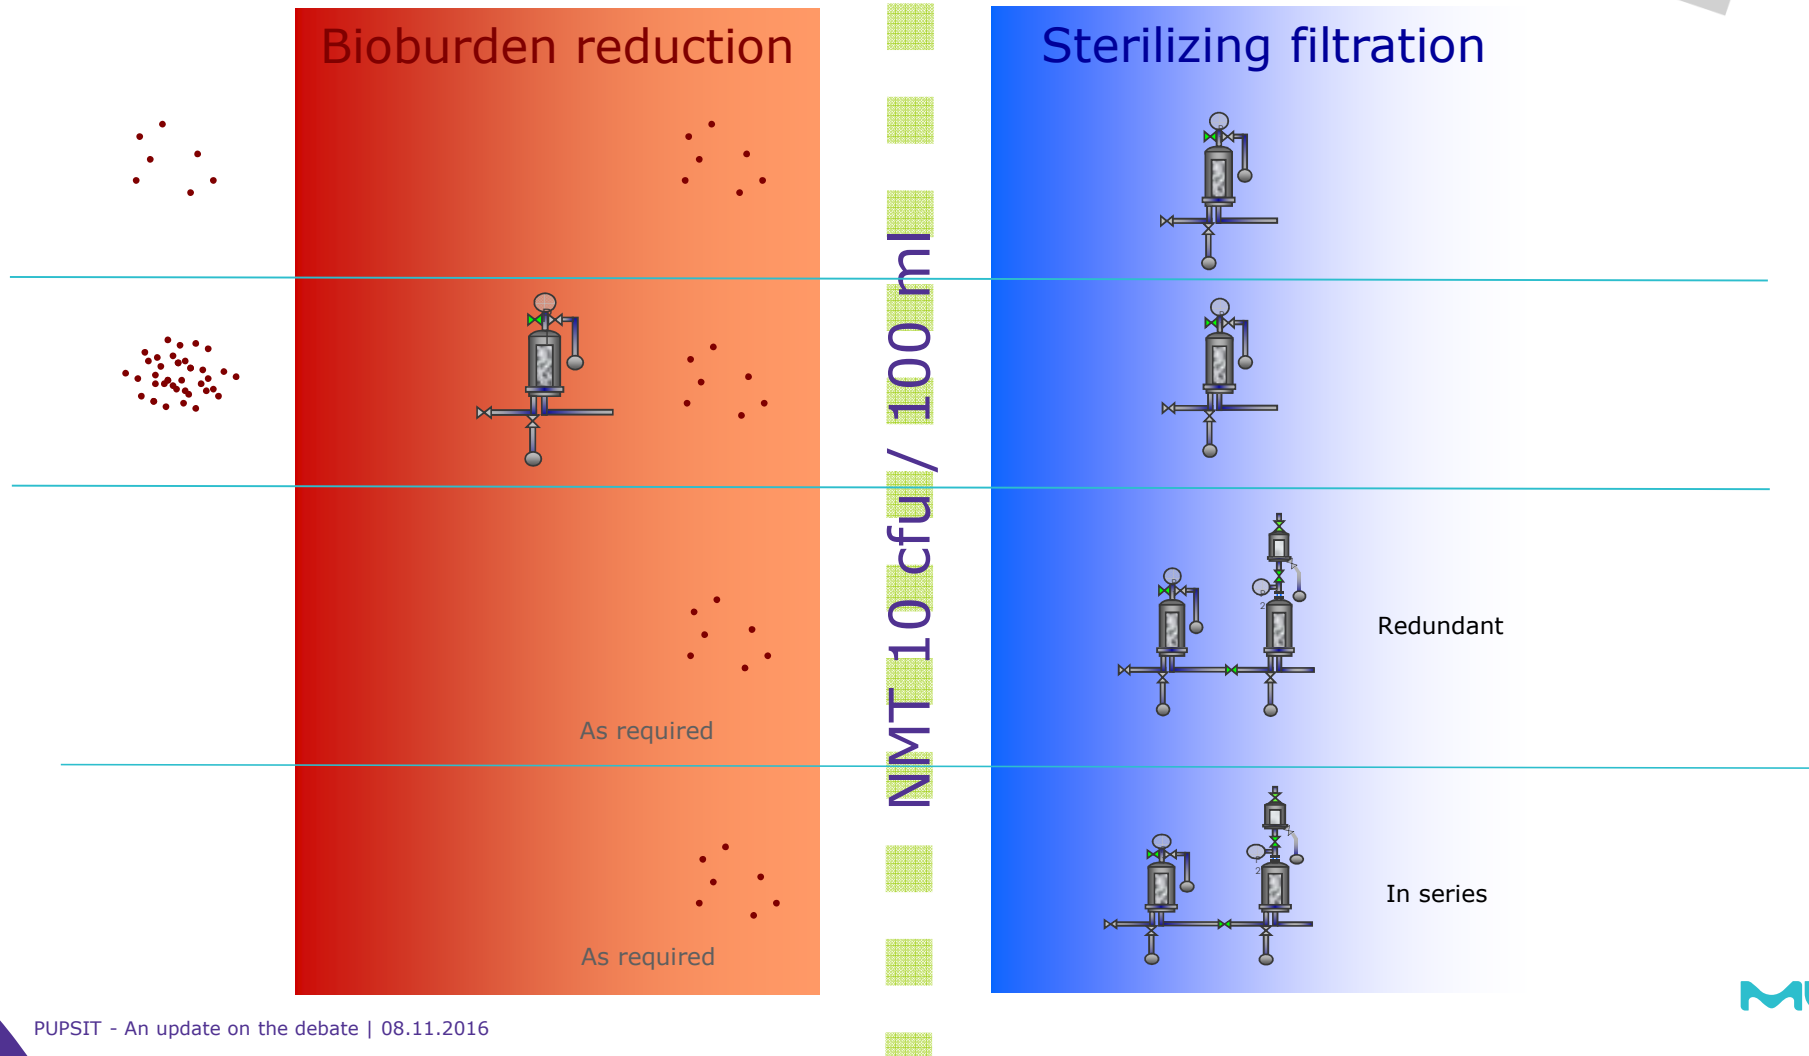 Bioburden reduction
Sterilizing filtration
NMT 10 cfu / 100 ml
Redundant
As required
In series
As required
PUPSIT - An update on the debate | 08.11.2016